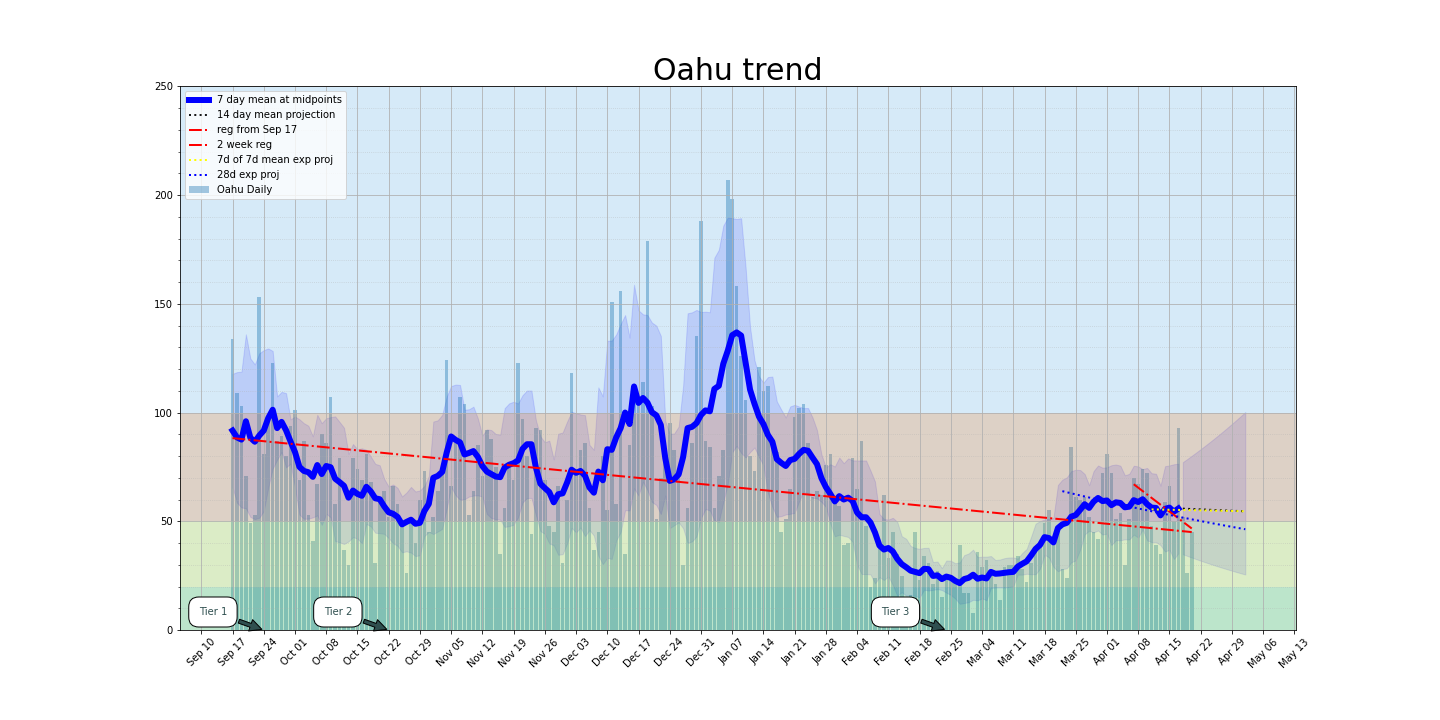 Oahu trend
250
200
150
100
50
0
7 day mean at midpoints
14 day mean projection
reg from Sep 17
2 week reg
7d of 7d mean exp proj
28d exp proj
Oahu Daily
Tier 1
Tier 2
Tier 3
Sep 10
Sep 17
Sep 24
Oct 01
Oct 08
Oct 15
Oct 22
Oct 29
Nov 05
Nov 12
Nov 19
Nov 26
Dec 03
Dec 10
Dec 17
Dec 24
Dec 31
Jan 07
Jan 14
Jan 21
Jan 28
Feb 04
Feb 11
Feb 18
Feb 25
Mar 04
Mar 11
Mar 18
Mar 25
Apr 01
Apr 08
Apr 15
Apr 22
Apr 29
May 06
May 13